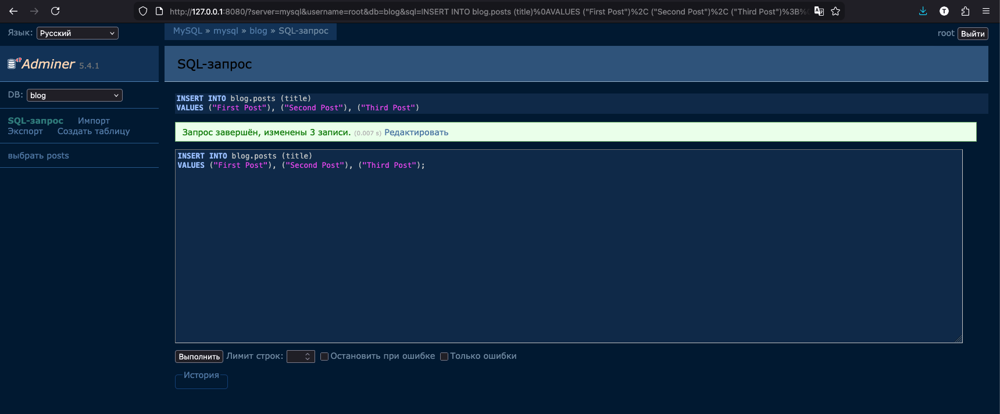 http://127.0.0.1:8080/?server=mysql&username=root&db=blog&sql=INSERT INTO blog.posts (title)%0AVALUES ("First Post")%2C ("Second Post")%2C ("Third Post")%3B%
T
Язык: Русский
MySQL » mysql » blog » SQL-запрос
root Выйти
Adminer 5.4.1
SQL-запрос
DB: blog
SQL-запрос Импорт
Экспорт Создать таблицу
выбрать posts
INSERT INTO blog.posts (title)
VALUES ("First Post"), ("Second Post"), ("Third Post")
Запрос завершён, изменены 3 записи. (0.007 s) Редактировать
INSERT INTO blog.posts (title)
VALUES ("First Post"), ("Second Post"), ("Third Post");
Выполнить Лимит строк: Остановить при ошибке Только ошибки
История